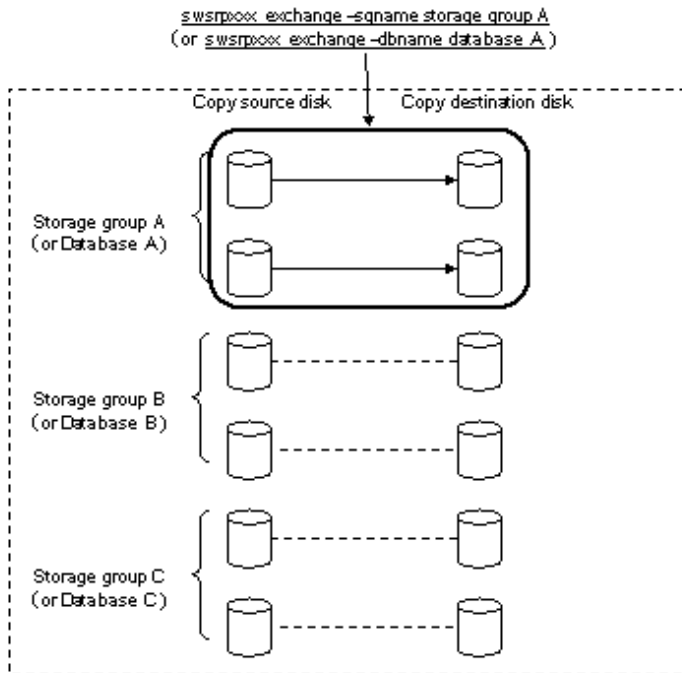 swsrpxxx exchange -sgname storage group A
(or swsrpxxx exchange -dbname database A)
Copy source disk Copy destination disk
Storage group A
(or Database A)
Storage group B
(or Database B)
Storage group C
(or Database C)